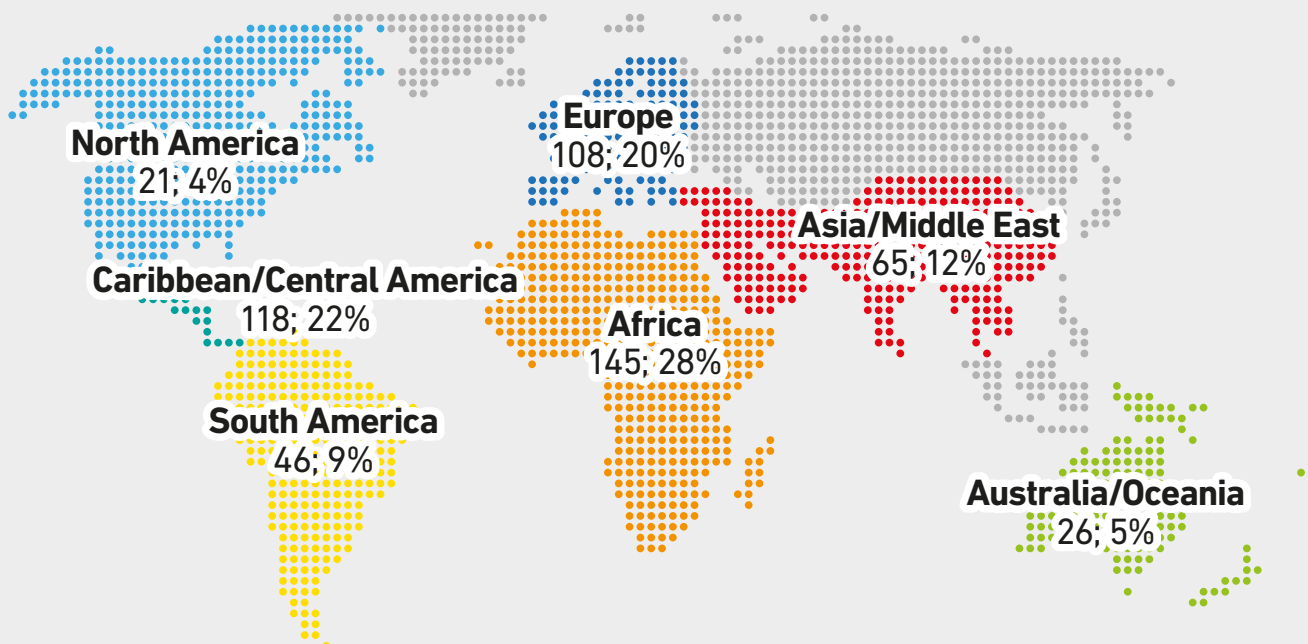 Europe
108; 20%
North America
21; 4%
Asia/Middle East
65; 12%
Caribbean/Central America
118; 22%
Africa
145; 28%
South America
46; 9%
Australia/Oceania
26; 5%